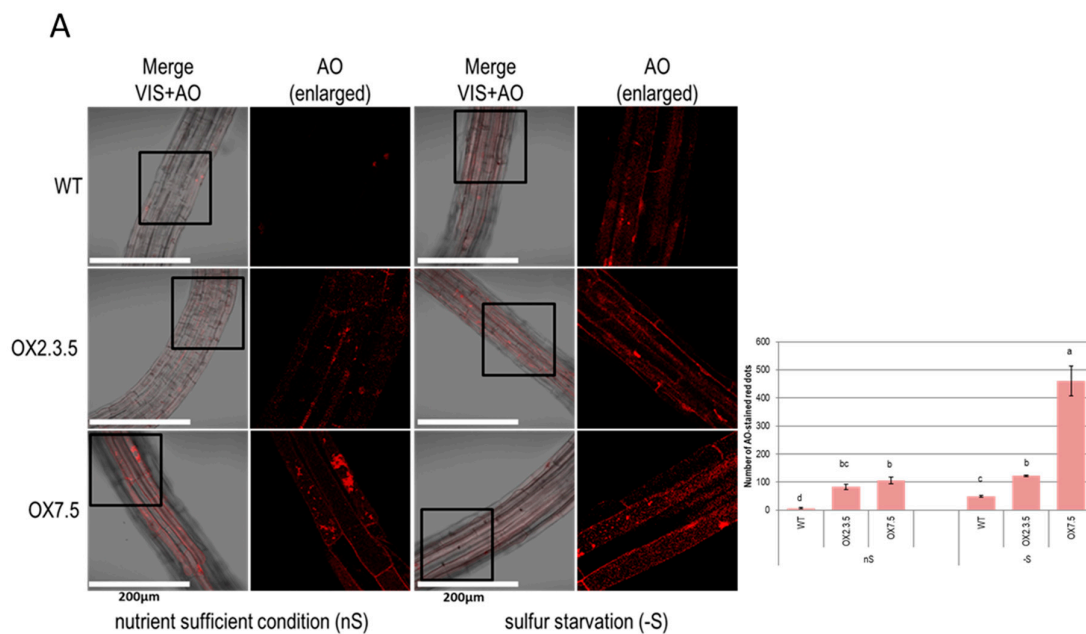 A
Merge
VIS+AO
AO
(enlarged)
Merge
VIS+AO
AO
(enlarged)
WT
OX2.3.5
OX7.5
200µm
200µm
nutrient sufficient condition (nS)
sulfur starvation (-S)
Number of AO-stained red dots
600
500
400
300
200
100
0
d
bc
b
c
b
a
WT
OX2.3.5
OX7.5
WT
OX2.3.5
OX7.5
nS
-S